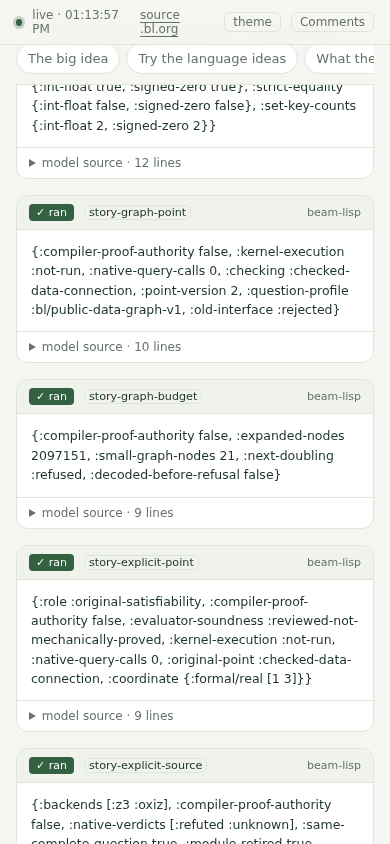 live · 01:13:57 PM
source .bl.org
theme
Comments
The big idea
Try the language ideas
What the
{:int-float true, :signed-zero true}, :strict-equality
{:int-float false, :signed-zero false}, :set-key-counts
{:int-float 2, :signed-zero 2}}
▶ model source · 12 lines
✓ ran
story-graph-point
beam-lisp
{:compiler-proof-authority false, :kernel-execution
:not-run, :native-query-calls 0, :checking :checked-
data-connection, :point-version 2, :question-profile
:bl/public-data-graph-v1, :old-interface :rejected}
▶ model source · 10 lines
✓ ran
story-graph-budget
beam-lisp
{:compiler-proof-authority false, :expanded-nodes
2097151, :small-graph-nodes 21, :next-doubling
:refused, :decoded-before-refusal false}
▶ model source · 9 lines
✓ ran
story-explicit-point
beam-lisp
{:role :original-satisfiability, :compiler-proof-
authority false, :evaluator-soundness :reviewed-not-
mechanically-proved, :kernel-execution :not-run,
:native-query-calls 0, :original-point :checked-data-
connection, :coordinate {:formal/real [1 3]}}
▶ model source · 9 lines
✓ ran
story-explicit-source
beam-lisp
{:backends [:z3 :oxiz], :compiler-proof-authority
false, :native-verdicts [:refuted :unknown], :same-
complete-question true, :module-retired true